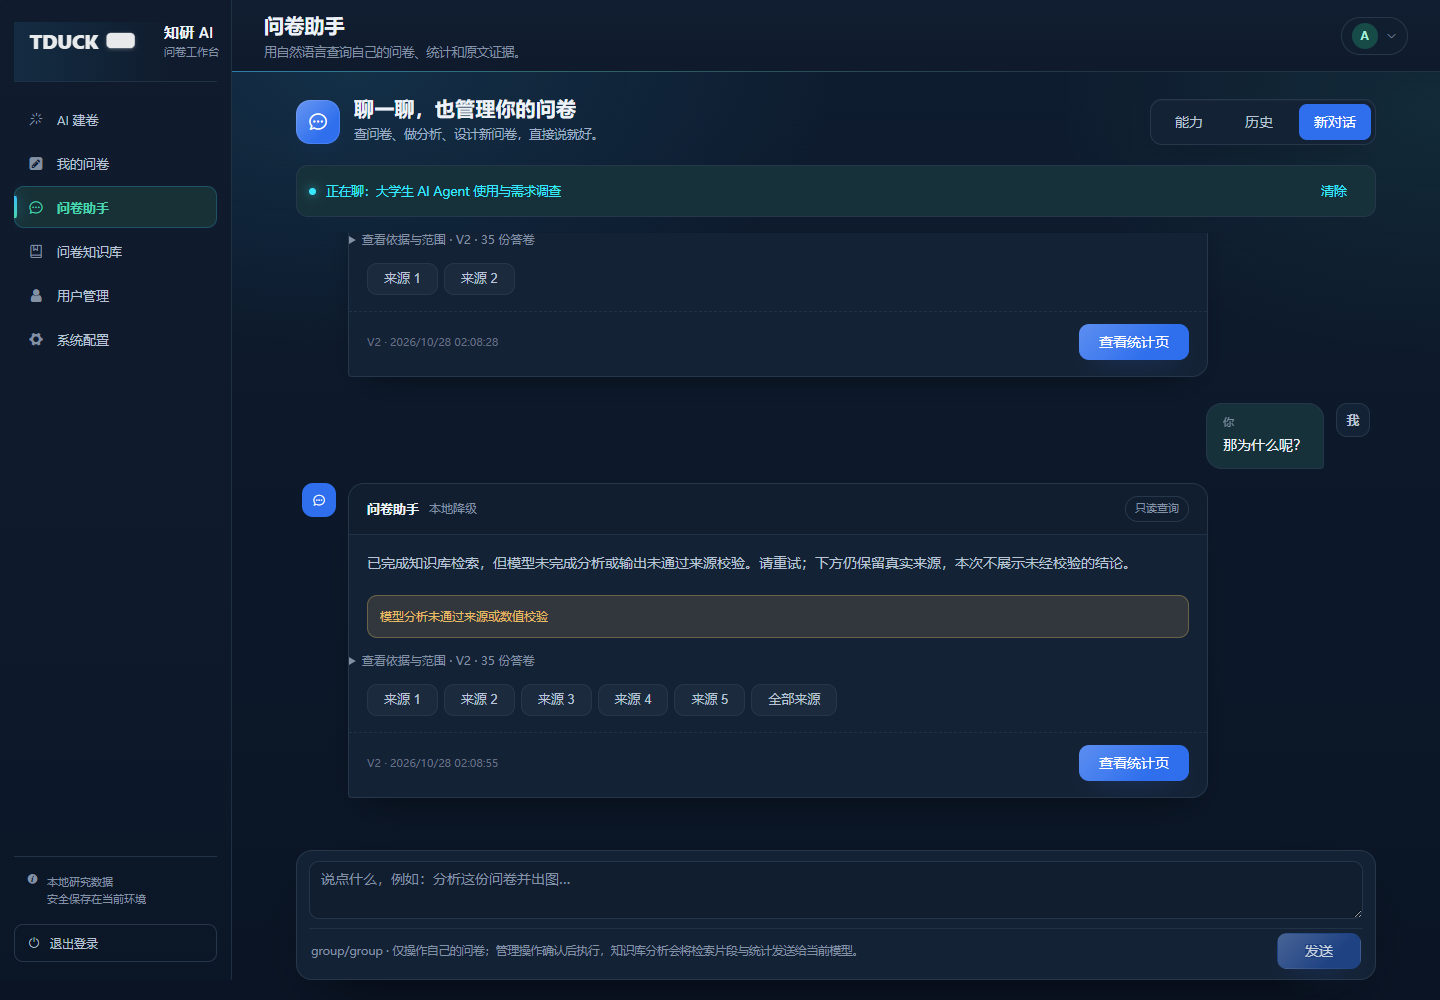 TDUCK
知研 AI
问卷工作台
AI 建卷
我的问卷
问卷助手
问卷知识库
用户管理
系统配置
本地研究数据
安全保存在当前环境
退出登录
问卷助手
用自然语言查询自己的问卷、统计和原文证据。
A
聊一聊，也管理你的问卷
查问卷、做分析、设计新问卷，直接说就好。
能力
历史
新对话
正在聊：大学生 AI Agent 使用与需求调查
清除
查看依据与范围 · V2 · 35 份答卷
来源 1
来源 2
V2 · 2026/10/28 02:08:28
查看统计页
你
那为什么呢？
我
问卷助手 本地降级
只读查询
已完成知识库检索，但模型未完成分析或输出未通过来源校验。请重试；下方仍保留真实来源，本次不展示未经校验的结论。
模型分析未通过来源或数值校验
查看依据与范围 · V2 · 35 份答卷
来源 1
来源 2
来源 3
来源 4
来源 5
全部来源
V2 · 2026/10/28 02:08:55
查看统计页
说点什么，例如：分析这份问卷并出图...
group/group · 仅操作自己的问卷；管理操作确认后执行，知识库分析会将检索片段与统计发送给当前模型。
发送